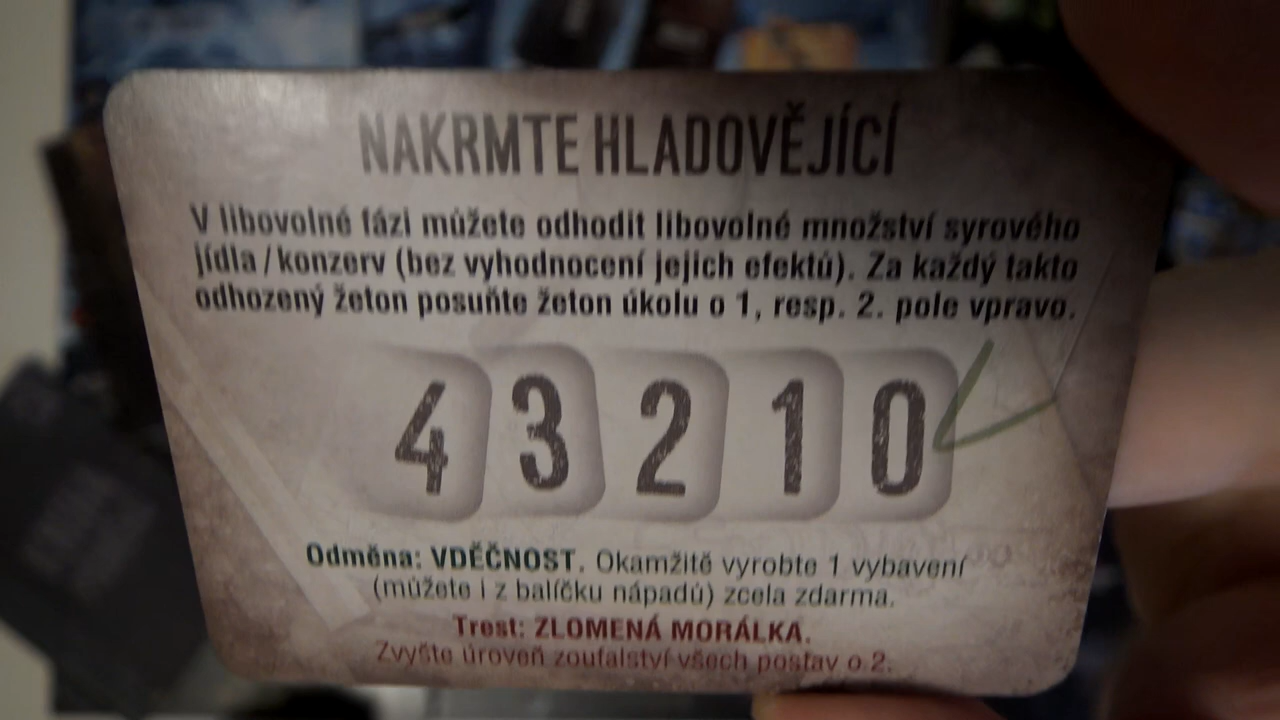 NAKRMTE HLADOVĚJÍCÍ
V libovolné fázi můžete odhodit libovolné množství syrového
jídla/konzerv (bez vyhodnocení jejich efektů). Za každý takto
odhozený žeton posuňte žeton úkolu o 1, resp. 2. pole vpravo.
4 3 2 1 0
Odměna: VDĚČNOST. Okamžitě vyrobte 1 vybavení
(můžete i z balíčku nápadů) zcela zdarma.
Trest: ZLOMENÁ MORÁLKA.
Zvyšte úroveň zoufalství všech postav o 2.